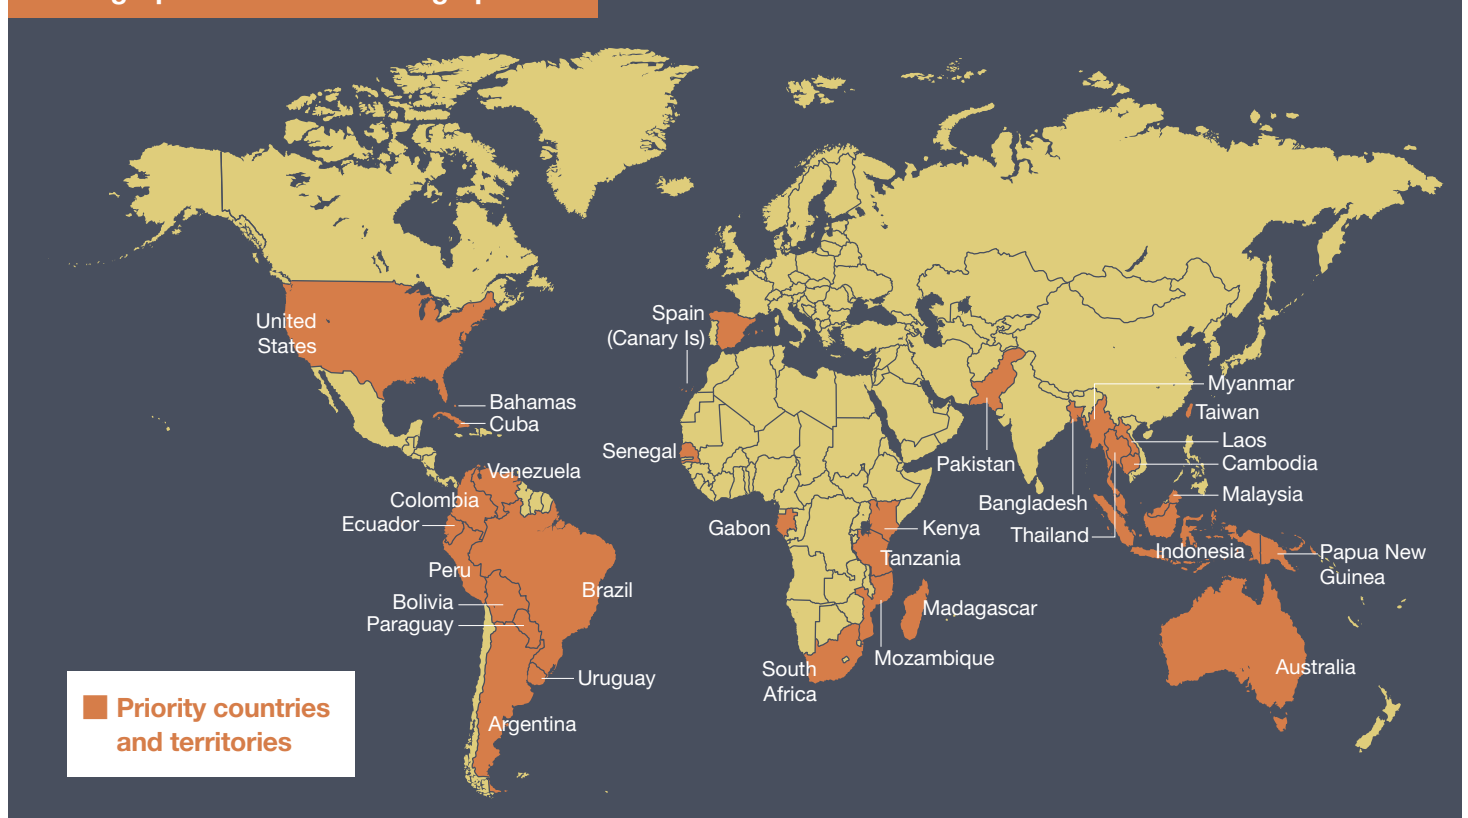 United
States
Bahamas
Cuba
Venezuela
Colombia
Ecuador
Peru
Brazil
Bolivia
Paraguay
Uruguay
Argentina
Spain
(Canary Is)
Senegal
Gabon
Kenya
Tanzania
Madagascar
Mozambique
South
Africa
Pakistan
Bangladesh
Thailand
Myanmar
Taiwan
Laos
Cambodia
Malaysia
Indonesia
Papua New
Guinea
Australia
Priority countries
and territories